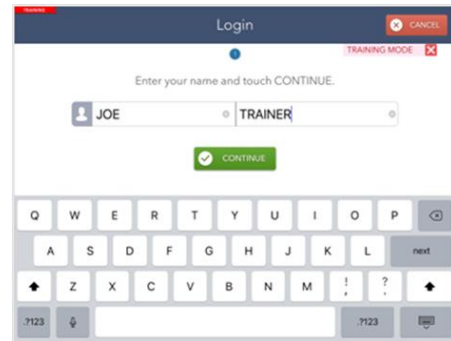 TRAINING
Login
CANCEL
1
TRAINING MODE
Enter your name and touch CONTINUE.
JOE TRAINER
CONTINUE
Q W E R T Y U I O P
A S D F G H J K L next
Z X C V B N M ! , ? .
.?123 .?123